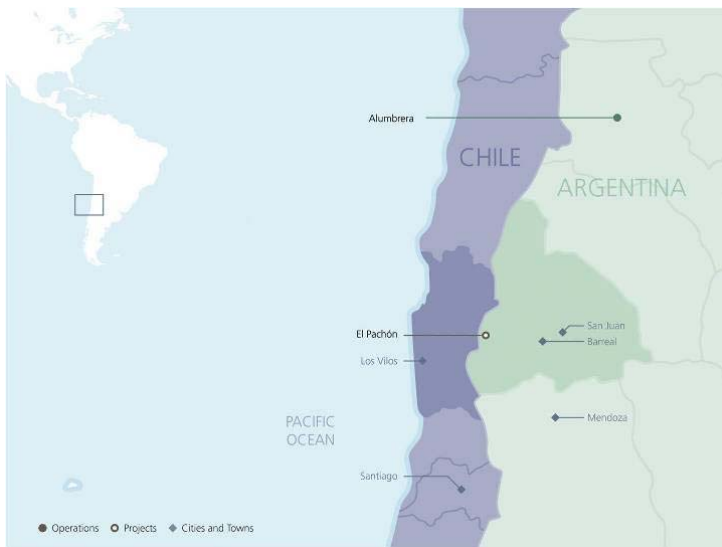 Alumbrera
CHILE
ARGENTINA
El Pachón
San Juan
Barreal
Los Vilos
PACIFIC
OCEAN
Mendoza
Santiago
Operations Projects Cities and Towns